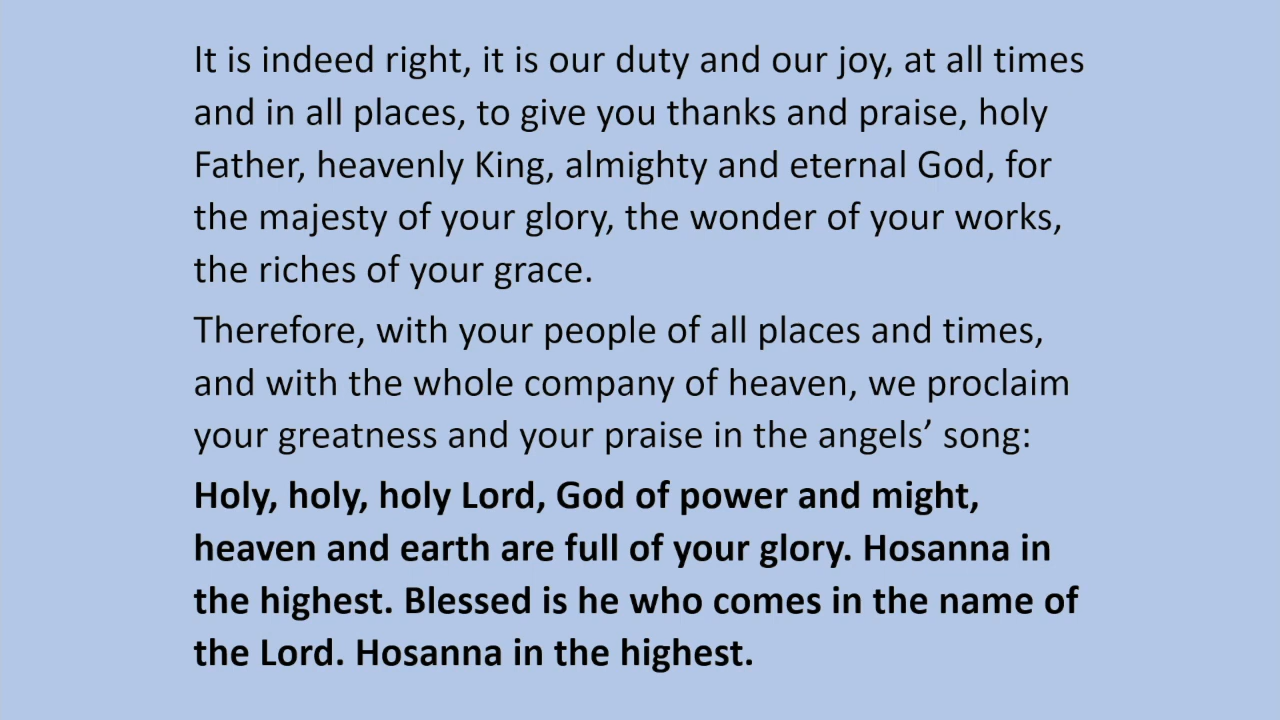 It is indeed right, it is our duty and our joy, at all times
and in all places, to give you thanks and praise, holy
Father, heavenly King, almighty and eternal God, for
the majesty of your glory, the wonder of your works,
the riches of your grace.
Therefore, with your people of all places and times,
and with the whole company of heaven, we proclaim
your greatness and your praise in the angels’ song:
Holy, holy, holy Lord, God of power and might,
heaven and earth are full of your glory. Hosanna in
the highest. Blessed is he who comes in the name of
the Lord. Hosanna in the highest.